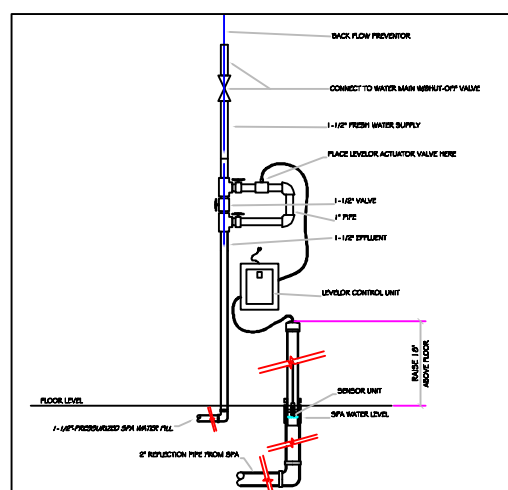 BACK FLOW PREVENTOR
CONNECT TO WATER MAIN W/SHUT-OFF VALVE
1-1/2" FRESH WATER SUPPLY
PLACE LEVELOR ACTUATOR VALVE HERE
1-1/2" VALVE
1" PIPE
1-1/2" EFFLUENT
LEVELOR CONTROL UNIT
RAISE 18"
ABOVE FLOOR
SENSOR UNIT
FLOOR LEVEL
SPA WATER LEVEL
1-1/2" PRESSURIZED SPA WATER FILL
2" REFLECTION PIPE FROM SPA